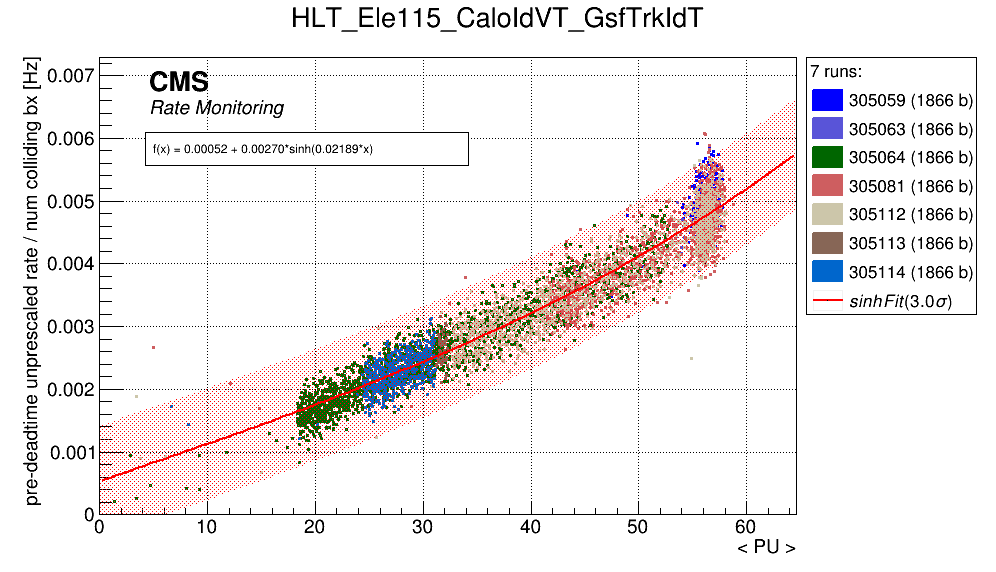 HLT_Ele115_CaloIdVT_GsfTrkIdT
pre-deadtime unprescaled rate / num colliding bx [Hz]
0.007
0.006
0.005
0.004
0.003
0.002
0.001
0
CMS
Rate Monitoring
f(x) = 0.00052 + 0.00270*sinh(0.02189*x)
0 10 20 30 40 50 60
< PU >
7 runs:
305059 (1866 b)
305063 (1866 b)
305064 (1866 b)
305081 (1866 b)
305112 (1866 b)
305113 (1866 b)
305114 (1866 b)
sinhFit(3.0σ)